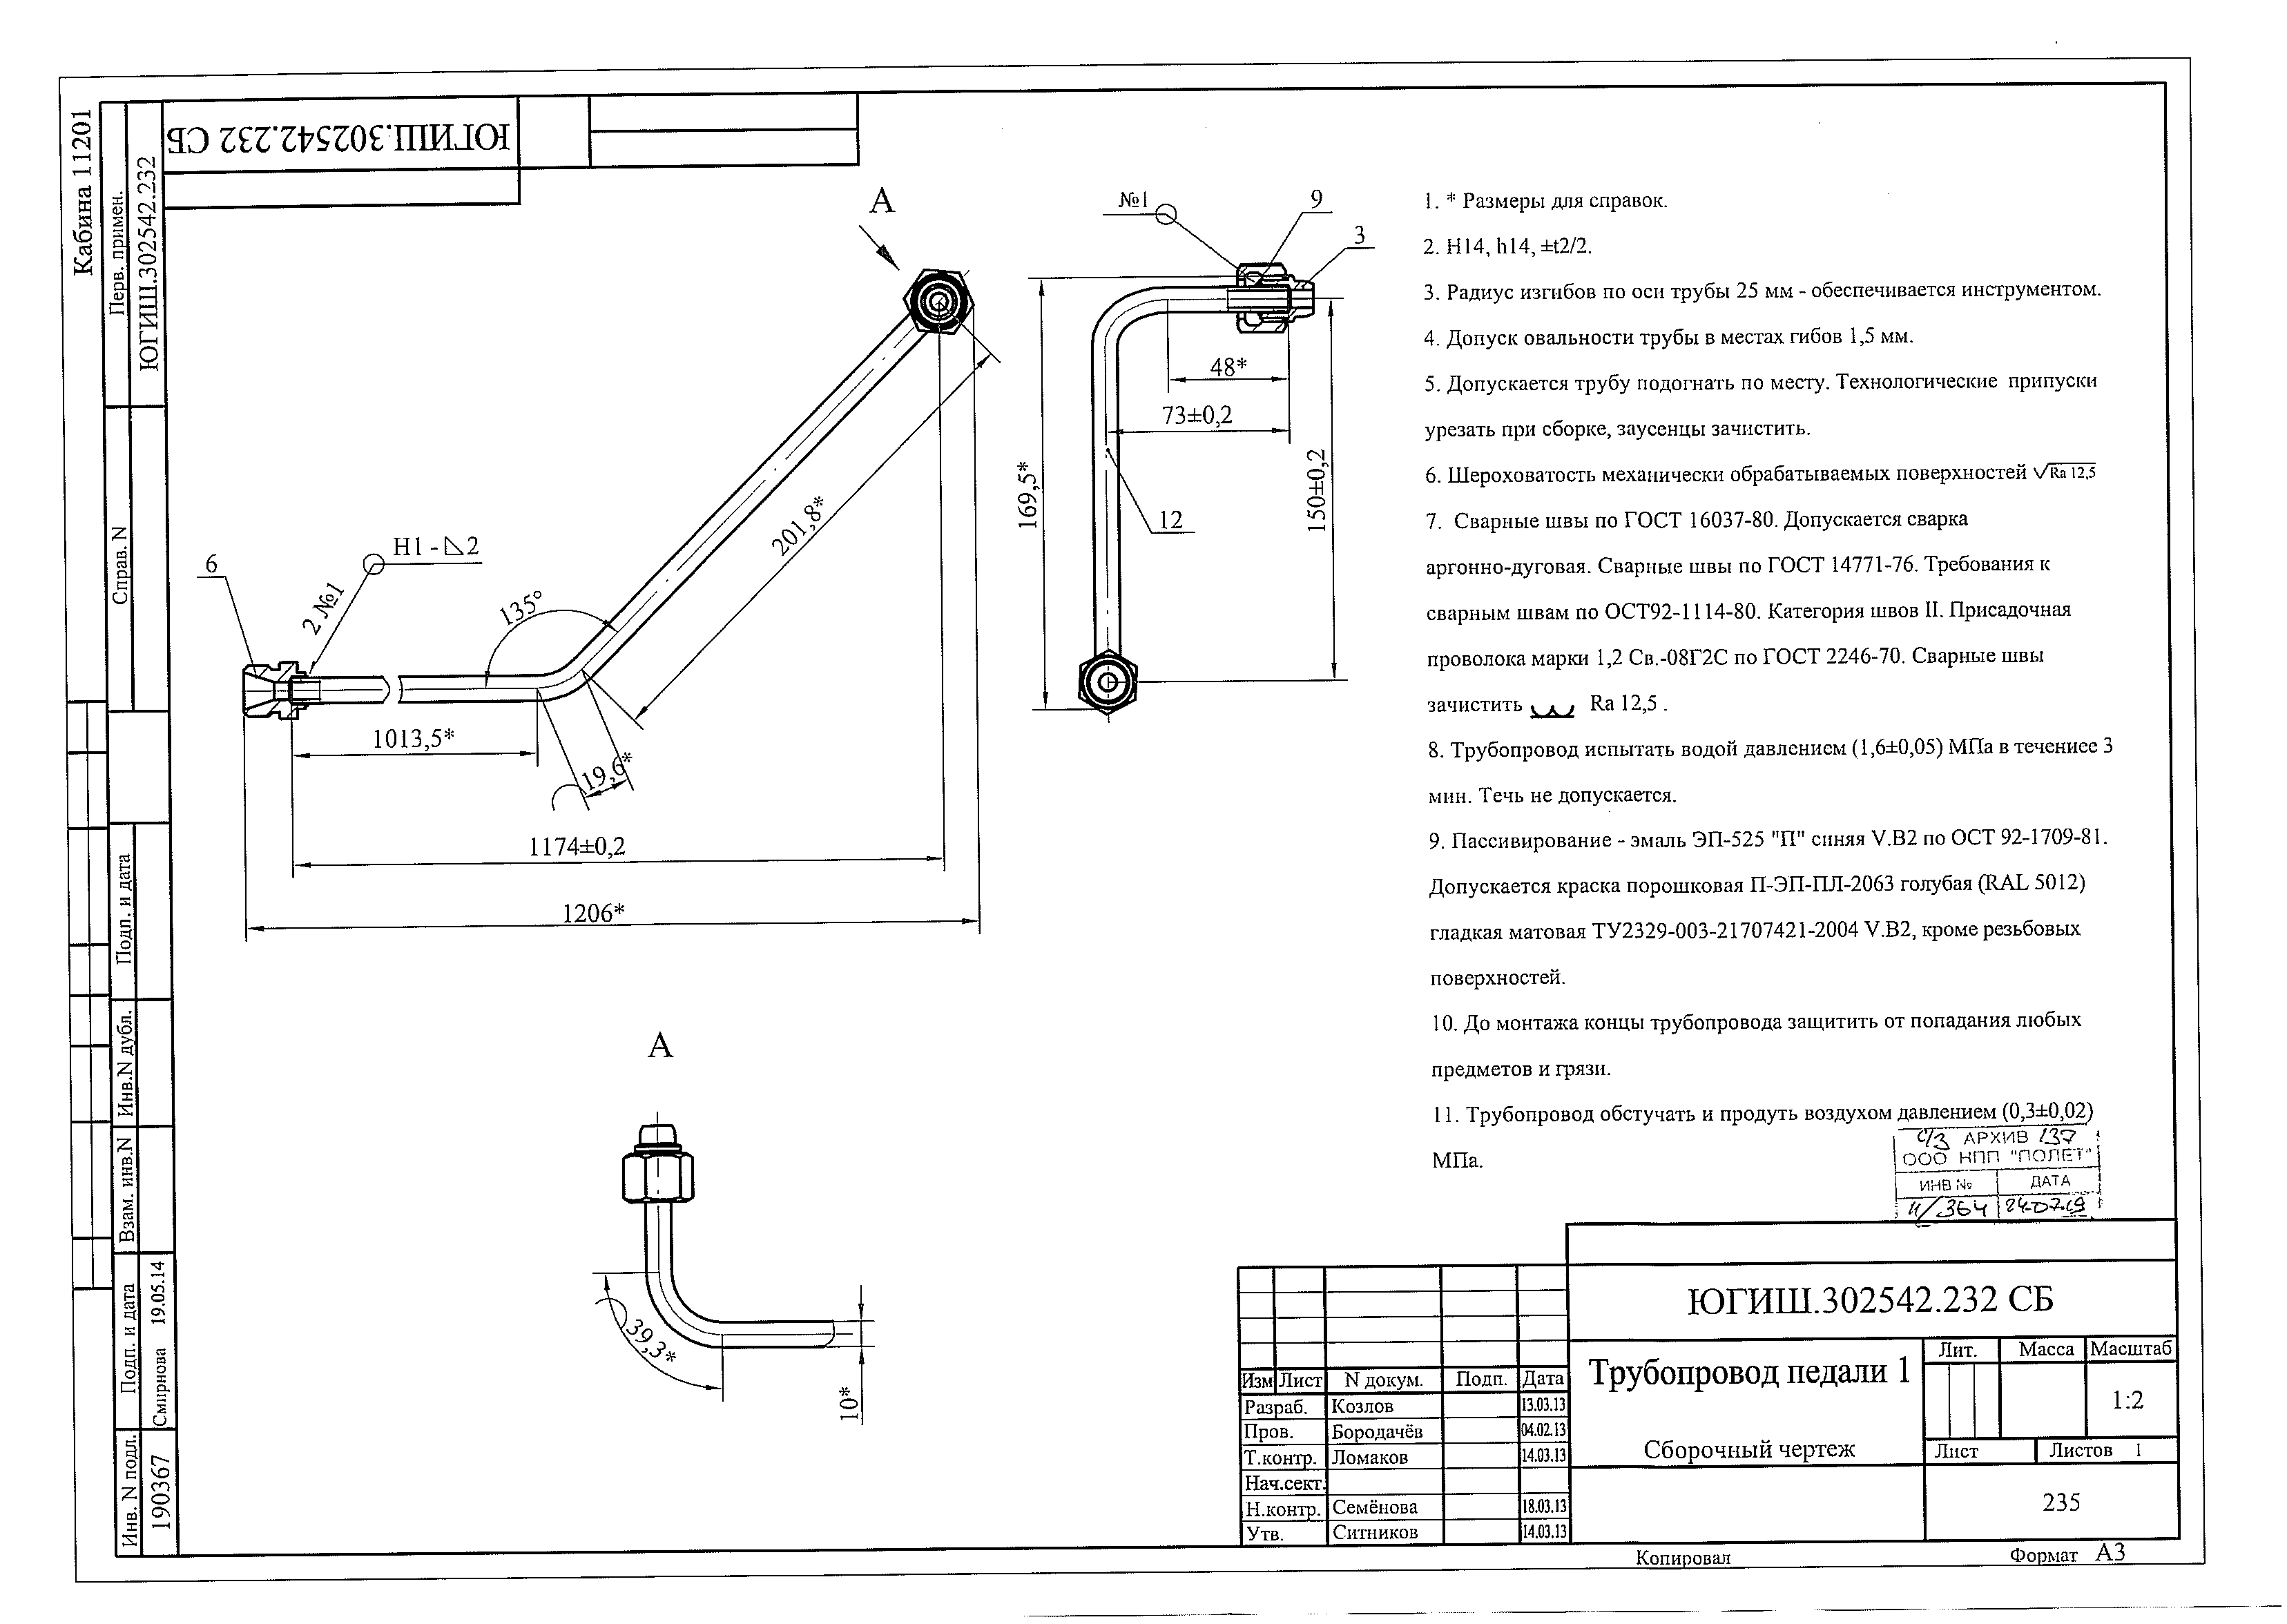 Кабина 11201
Перв. примен.
ЮГИШ.302542.232
Справ. N
Подп. и дата
Инв.N дубл.
Взам. инв.N
Подп. и дата
Смірнова 19.05.14
Инв. N подл.
190367
ЮГИШ.302542.232 СБ
А
6
2 №1
Н1 - ◺2
135°
201,8*
1013,5*
19,6*
1174±0,2
1206*
№1
9
3
48*
73±0,2
169,5*
150±0,2
12
А
39,3*
10*
1. * Размеры для справок.
2. Н14, h14, ±t2/2.
3. Радиус изгибов по оси трубы 25 мм - обеспечивается инструментом.
4. Допуск овальности трубы в местах гибов 1,5 мм.
5. Допускается трубу подогнать по месту. Технологические припуски
урезать при сборке, заусенцы зачистить.
6. Шероховатость механически обрабатываемых поверхностей √Ra 12,5
7. Сварные швы по ГОСТ 16037-80. Допускается сварка
аргонно-дуговая. Сварные швы по ГОСТ 14771-76. Требования к
сварным швам по ОСТ92-1114-80. Категория швов II. Присадочная
проволока марки 1,2 Св.-08Г2С по ГОСТ 2246-70. Сварные швы
зачистить Ra 12,5 .
8. Трубопровод испытать водой давлением (1,6±0,05) МПа в течениее 3
мин. Течь не допускается.
9. Пассивирование - эмаль ЭП-525 "П" синяя V.В2 по ОСТ 92-1709-81.
Допускается краска порошковая П-ЭП-ПЛ-2063 голубая (RAL 5012)
гладкая матовая ТУ2329-003-21707421-2004 V.В2, кроме резьбовых
поверхностей.
10. До монтажа концы трубопровода защитить от попадания любых
предметов и грязи.
11. Трубопровод обстучать и продуть воздухом давлением (0,3±0,02)
МПа.
с/з АРХИВ 137
ООО НПП "ПОЛЕТ"
ИНВ № ДАТА
и/364 24.07.19
ЮГИШ.302542.232 СБ
Трубопровод педали 1
Сборочный чертеж
Лит. Масса Масштаб
1:2
Лист Листов 1
235
Изм Лист N докум. Подп. Дата
Разраб. Козлов 13.03.13
Пров. Бородачёв 04.02.13
Т.контр. Ломаков 14.03.13
Нач.сект.
Н.контр. Семёнова 18.03.13
Утв. Ситников 14.03.13
Копировал Формат А3